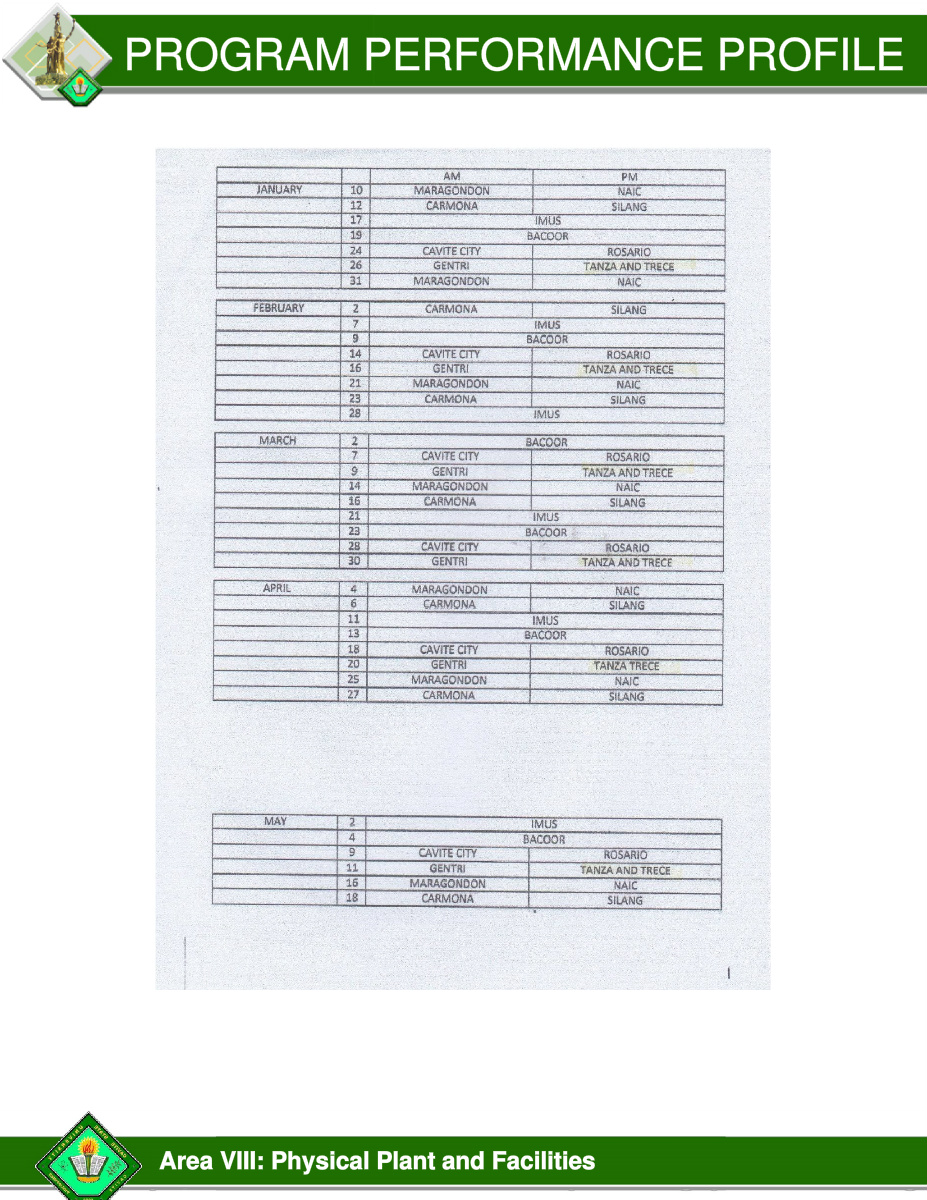 PROGRAM PERFORMANCE PROFILE
AM PM
JANUARY 10 MARAGONDON NAIC
12 CARMONA SILANG
17 IMUS
19 BACOOR
24 CAVITE CITY ROSARIO
26 GENTRI TANZA AND TRECE
31 MARAGONDON NAIC
FEBRUARY 2 CARMONA SILANG
7 IMUS
9 BACOOR
14 CAVITE CITY ROSARIO
16 GENTRI TANZA AND TRECE
21 MARAGONDON NAIC
23 CARMONA SILANG
28 IMUS
MARCH 2 BACOOR
7 CAVITE CITY ROSARIO
9 GENTRI TANZA AND TRECE
14 MARAGONDON NAIC
16 CARMONA SILANG
21 IMUS
23 BACOOR
28 CAVITE CITY ROSARIO
30 GENTRI TANZA AND TRECE
APRIL 4 MARAGONDON NAIC
6 CARMONA SILANG
11 IMUS
13 BACOOR
18 CAVITE CITY ROSARIO
20 GENTRI TANZA TRECE
25 MARAGONDON NAIC
27 CARMONA SILANG
MAY 2 IMUS
4 BACOOR
9 CAVITE CITY ROSARIO
11 GENTRI TANZA AND TRECE
16 MARAGONDON NAIC
18 CARMONA SILANG
Area VIII: Physical Plant and Facilities